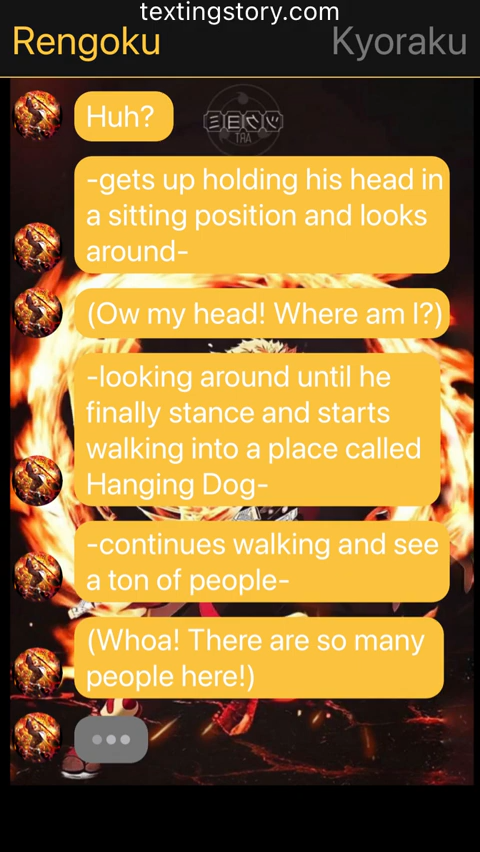 textingstory.com
Rengoku
Kyoraku
Huh?
-gets up holding his head in
a sitting position and looks
around-
(Ow my head! Where am I?)
-looking around until he
finally stance and starts
walking into a place called
Hanging Dog-
-continues walking and see
a ton of people-
(Whoa! There are so many
people here!)